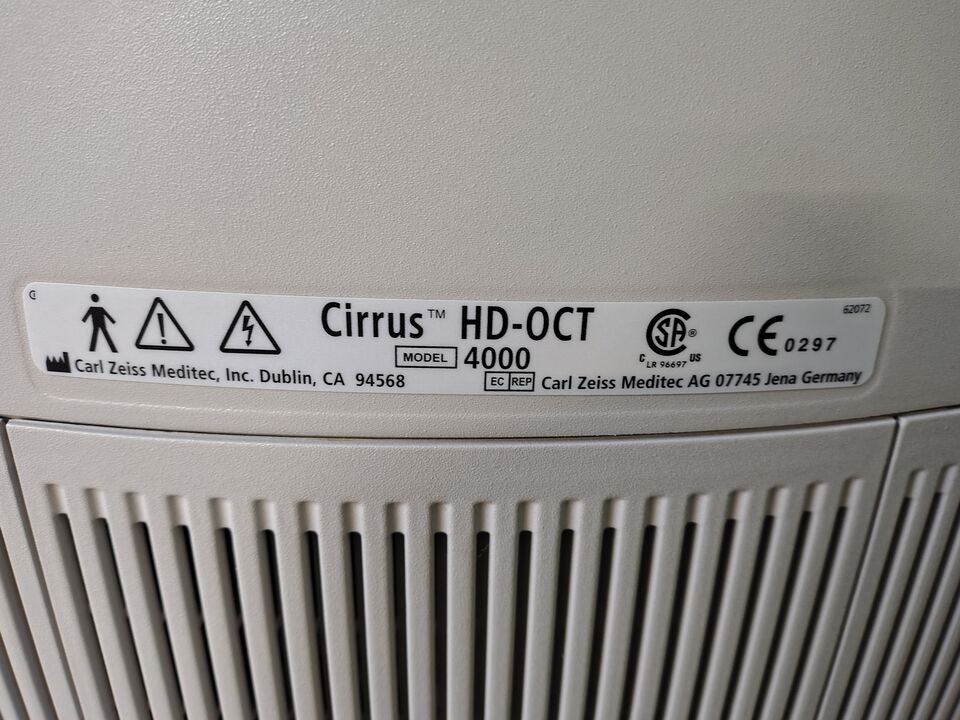 Cirrus™ HD-OCT
MODEL 4000
Carl Zeiss Meditec, Inc. Dublin, CA 94568
EC REP Carl Zeiss Meditec AG 07745 Jena Germany
CSA ®
C US
LR 96697
CE 0297
62072